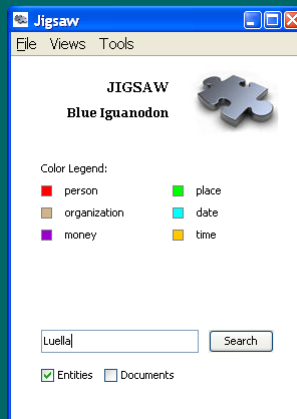 Jigsaw
File Views Tools
JIGSAW
Blue Iguanodon
Color Legend:
person place
organization date
money time
Luella Search
Entities Documents